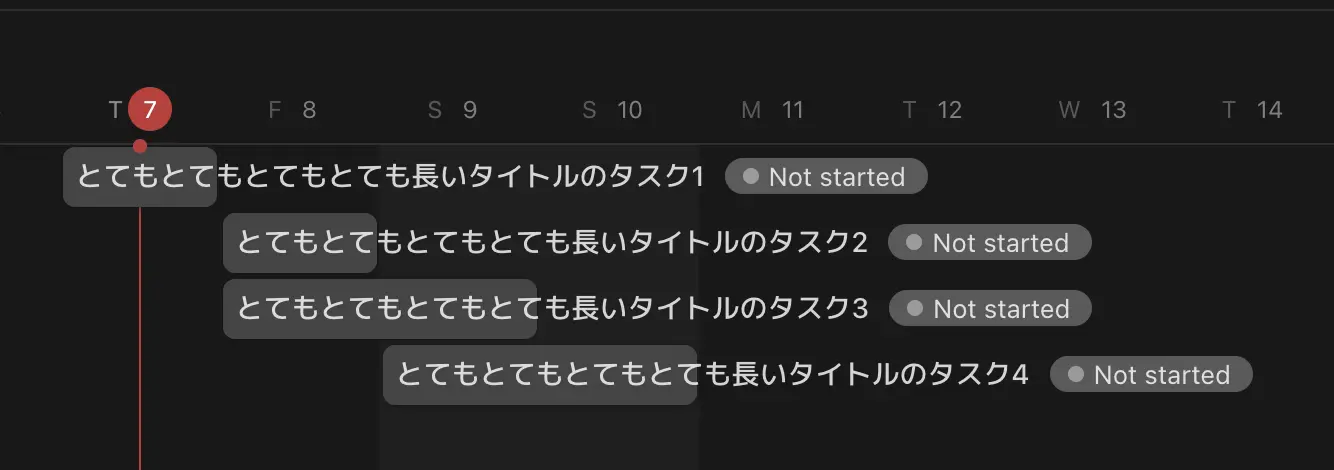 T 7 F 8 S 9 S 10 M 11 T 12 W 13 T 14
とてもとてもとてもとても長いタイトルのタスク1 Not started
とてもとてもとてもとても長いタイトルのタスク2 Not started
とてもとてもとてもとても長いタイトルのタスク3 Not started
とてもとてもとてもとても長いタイトルのタスク4 Not started